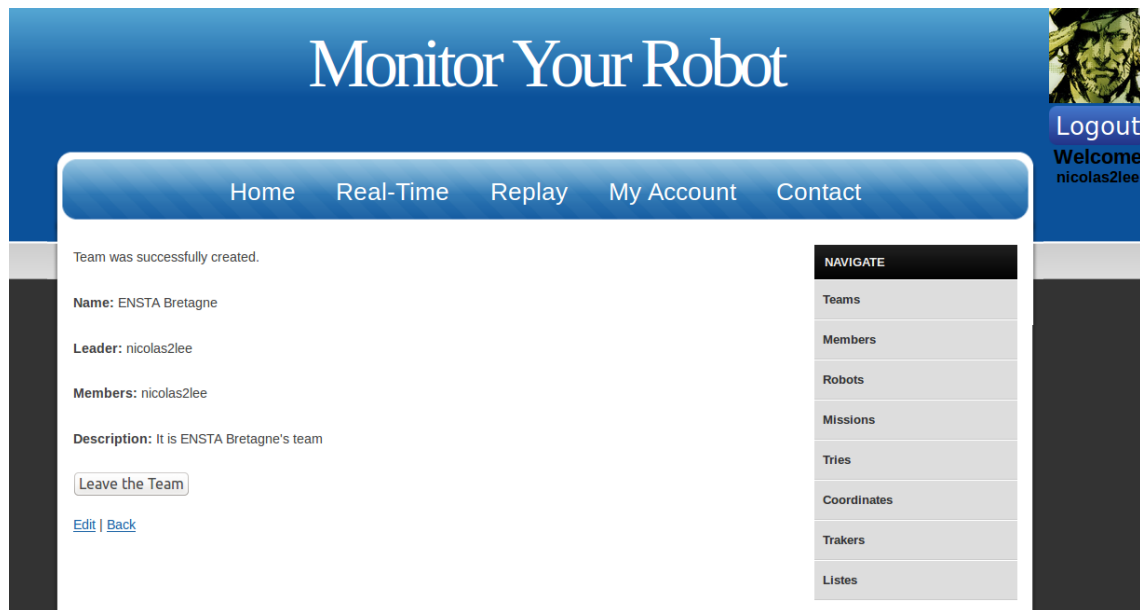 Monitor Your Robot
Logout
Welcome
nicolas2lee
Home Real-Time Replay My Account Contact
Team was successfully created.
Name: ENSTA Bretagne
Leader: nicolas2lee
Members: nicolas2lee
Description: It is ENSTA Bretagne's team
Leave the Team
Edit | Back
NAVIGATE
Teams
Members
Robots
Missions
Tries
Coordinates
Trakers
Listes